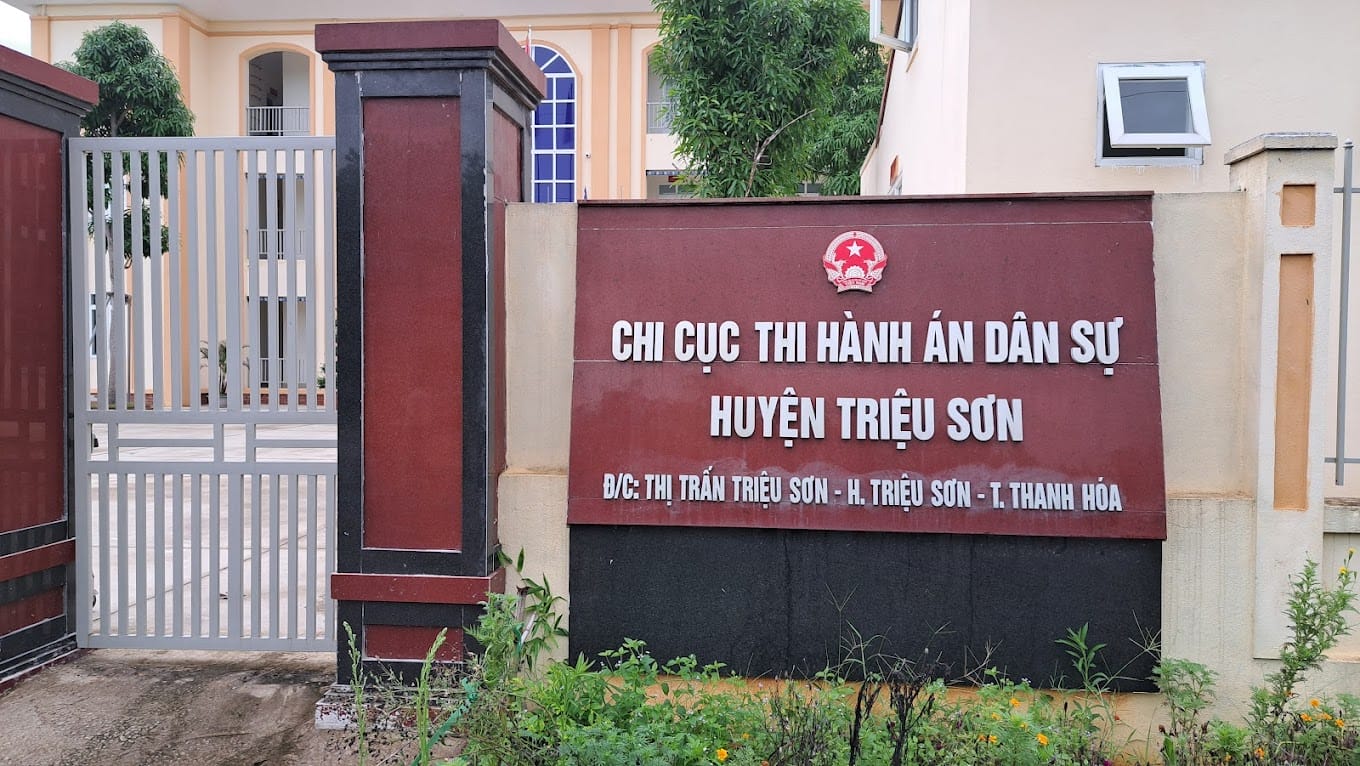 CHI CỤC THI HÀNH ÁN DÂN SỰ
HUYỆN TRIỆU SƠN
Đ/C: THỊ TRẤN TRIỆU SƠN - H. TRIỆU SƠN - T. THANH HÓA